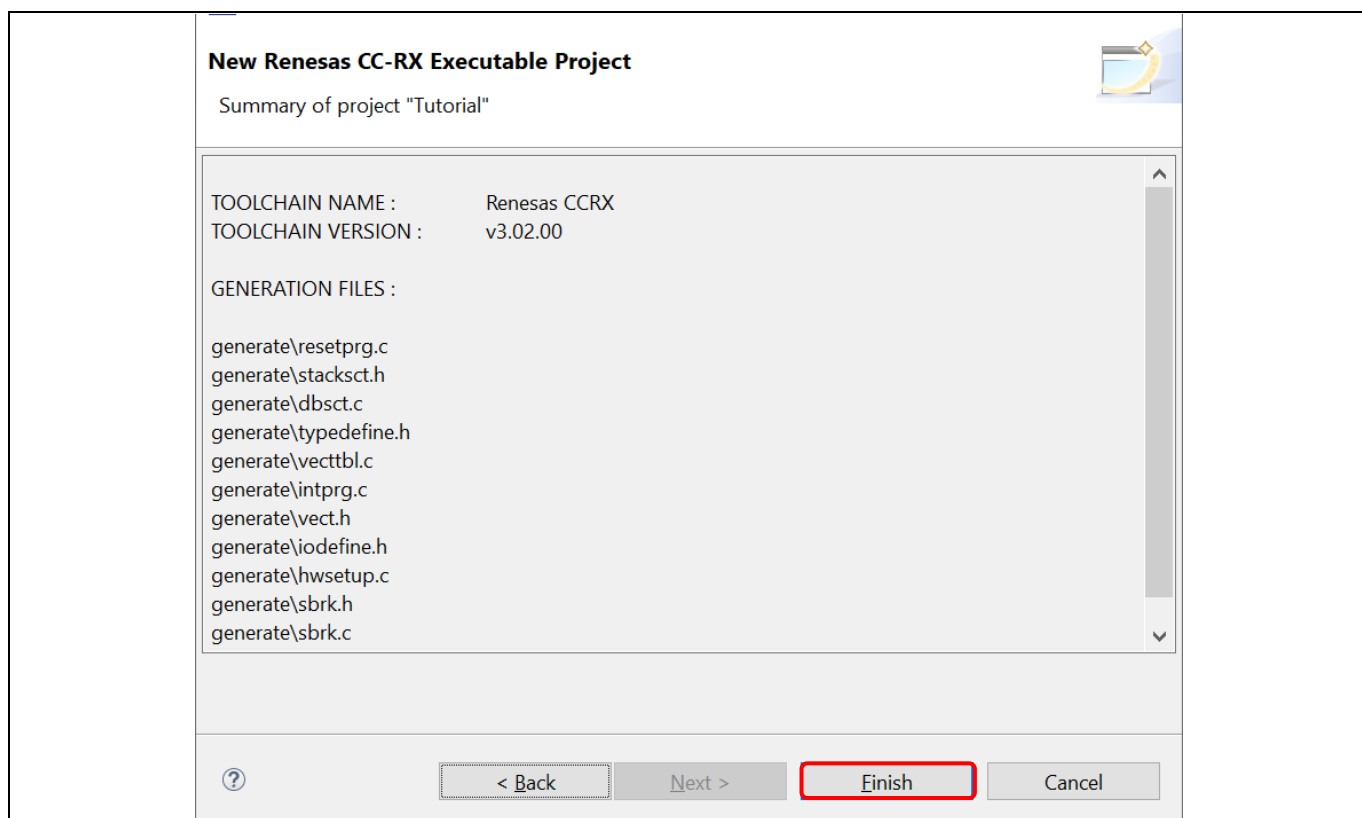 New Renesas CC-RX Executable Project
Summary of project "Tutorial"
TOOLCHAIN NAME : Renesas CCRX
TOOLCHAIN VERSION : v3.02.00
GENERATION FILES :
generate\resetprg.c
generate\stacksct.h
generate\dbsct.c
generate\typedefine.h
generate\vecttbl.c
generate\intprg.c
generate\vect.h
generate\iodefine.h
generate\hwsetup.c
generate\sbrk.h
generate\sbrk.c
? < Back Next > Finish Cancel